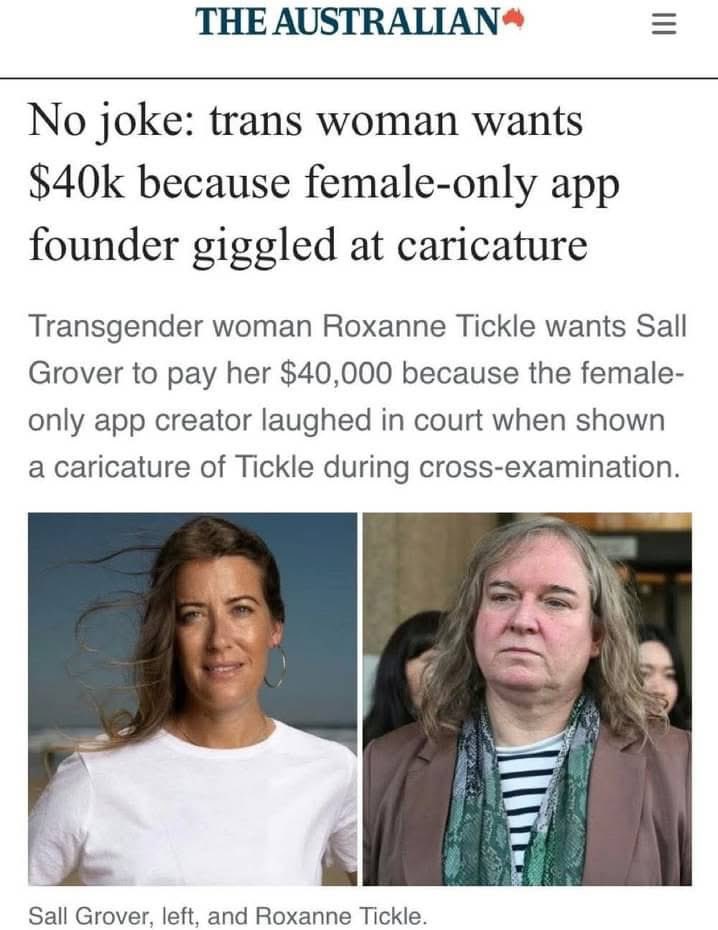 THE AUSTRALIAN
No joke: trans woman wants
$40k because female-only app
founder giggled at caricature
Transgender woman Roxanne Tickle wants Sall
Grover to pay her $40,000 because the female-
only app creator laughed in court when shown
a caricature of Tickle during cross-examination.
Sall Grover, left, and Roxanne Tickle.